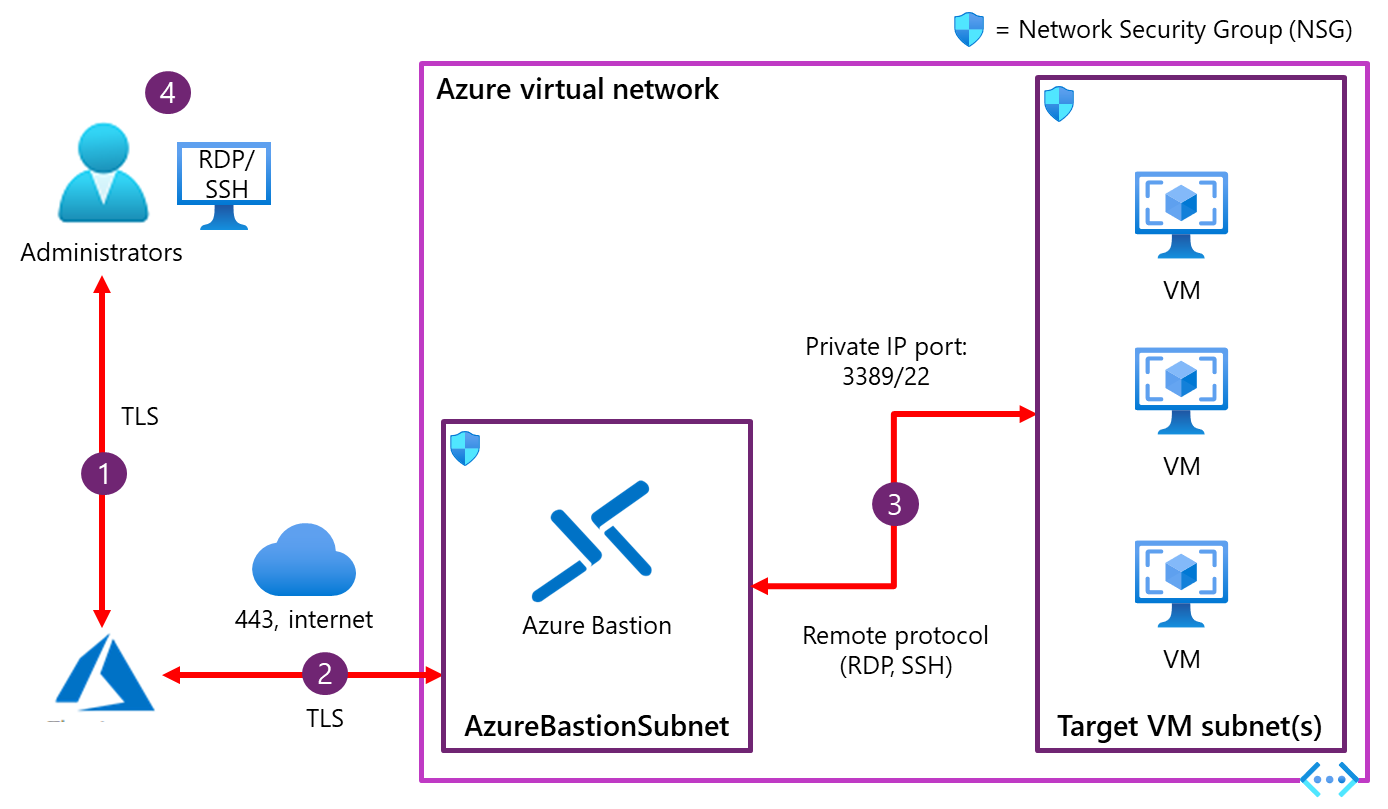 = Network Security Group (NSG)
4
Azure virtual network
RDP/
SSH
Administrators
VM
Private IP port:
3389/22
TLS
1
VM
3
443, internet
Azure Bastion
Remote protocol
(RDP, SSH)
VM
2
TLS
AzureBastionSubnet
Target VM subnet(s)